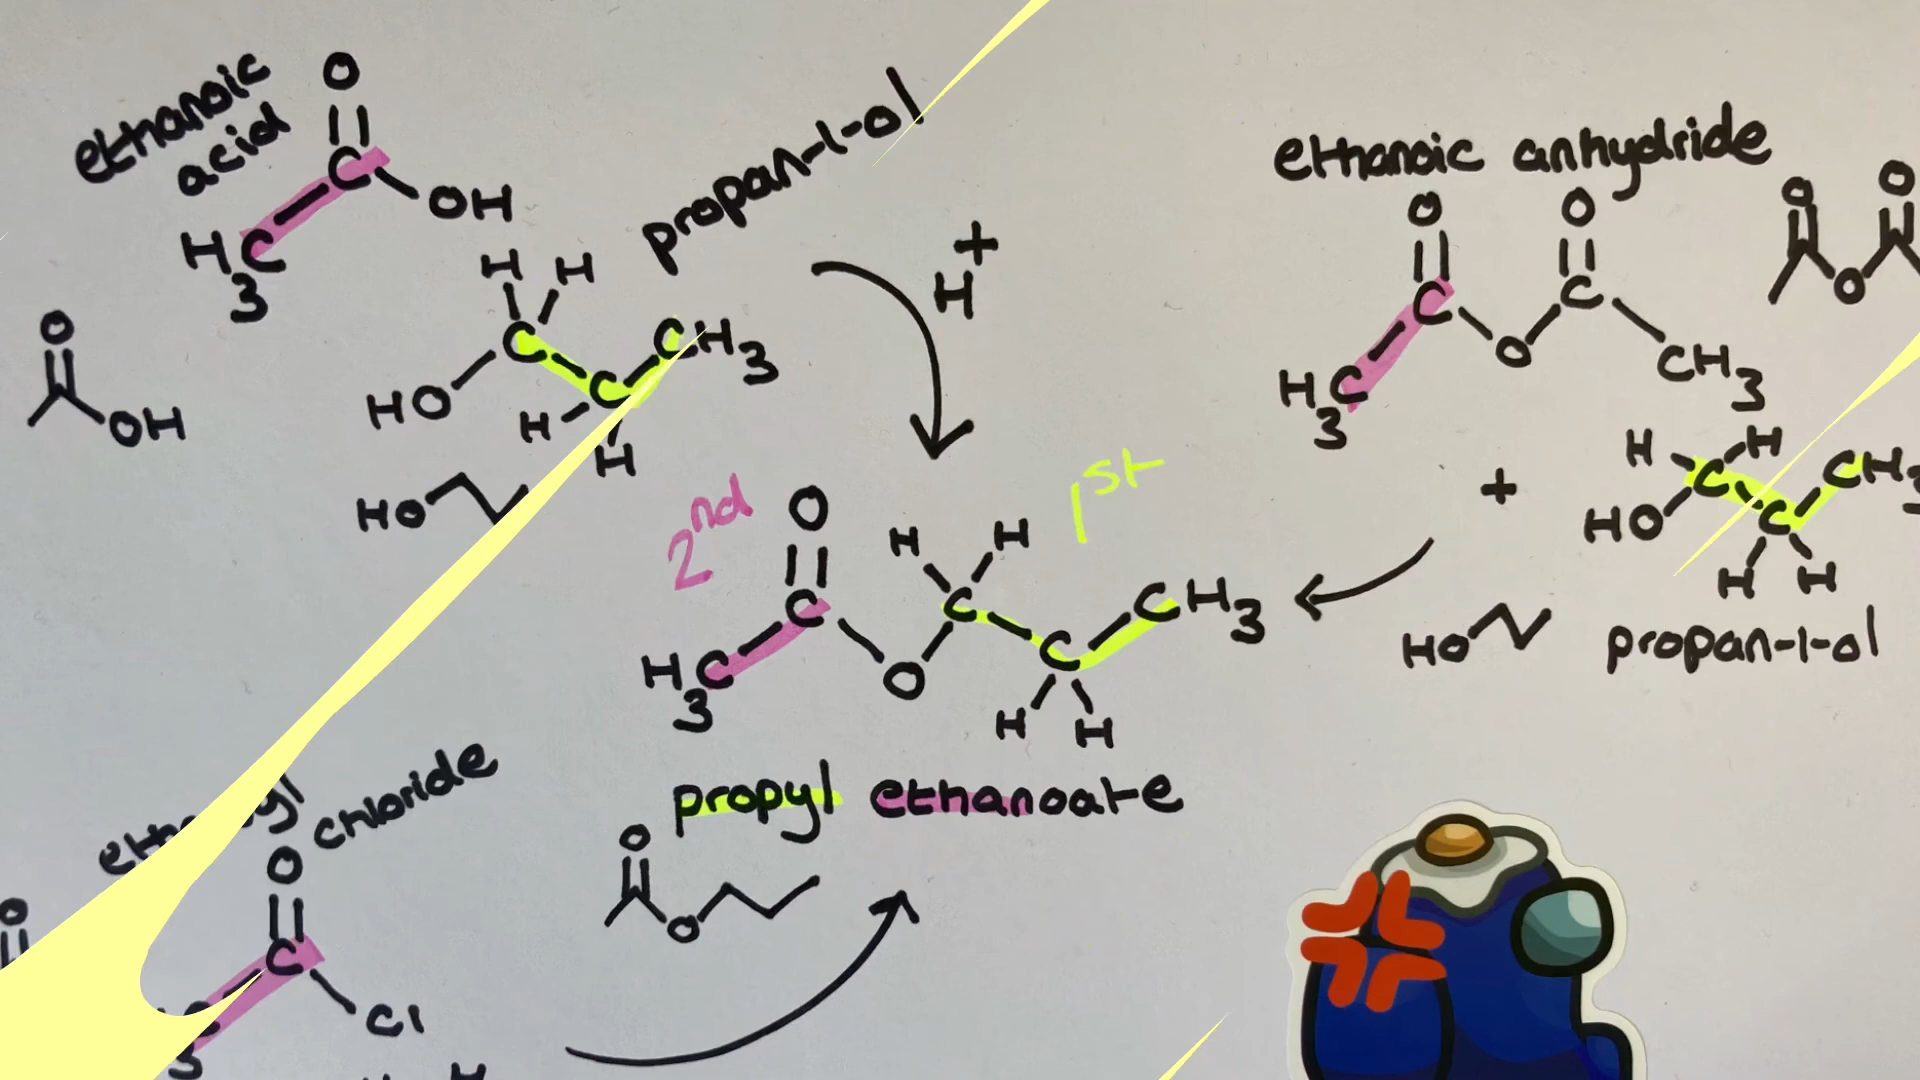 ethanoic
acid
O
C
OH
H3C
propan-1-ol
H H
C
CH3
HO
C
H
H
O
OH
HO
H+
ethanoic anhydride
O O
C C
O
H3C
CH3
O O
O
+
H H
C
CH3
HO
C
H H
HO
propan-1-ol
2nd
1st
O
H H
C
C
CH3
H3C
O
C
H H
propyl ethanoate
O
O
chloride
O
C
Cl
O
3